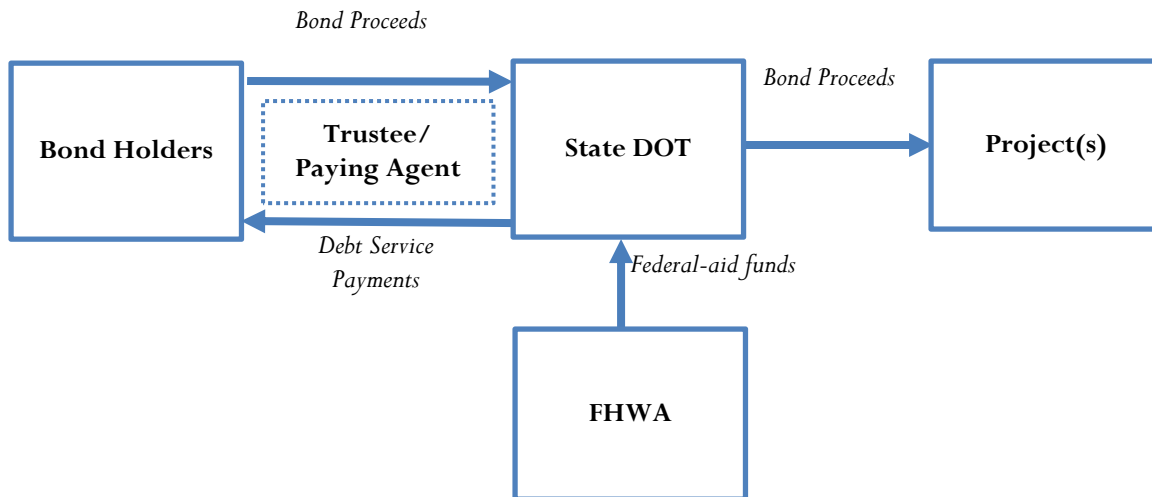 Bond Proceeds
Bond Proceeds
Bond Holders
Trustee/
Paying Agent
State DOT
Project(s)
Debt Service
Payments
Federal-aid funds
FHWA